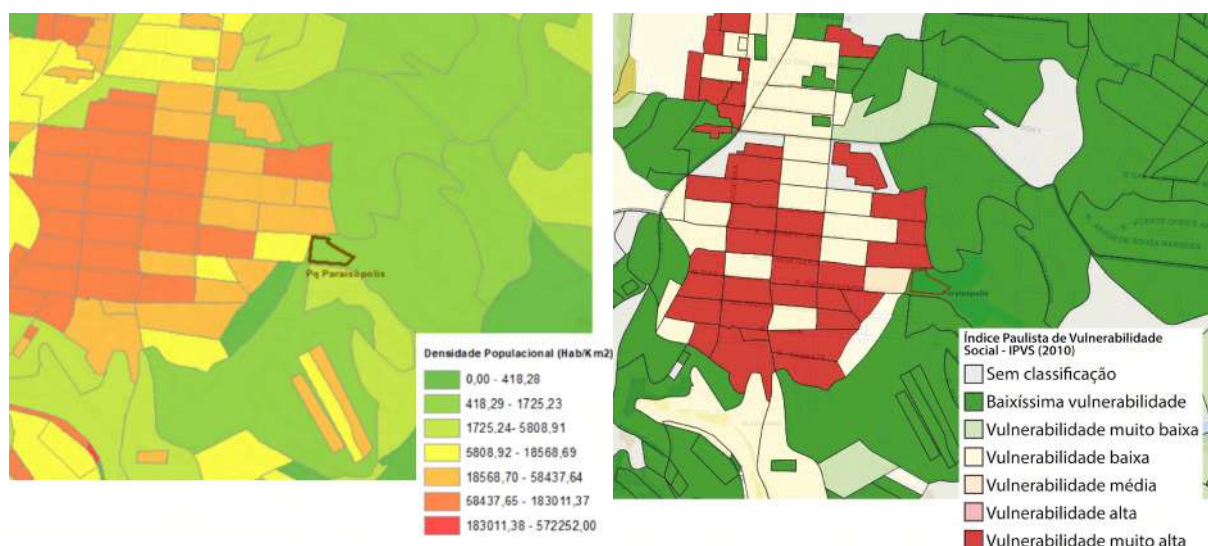 Pq Paraisópolis
Densidade Populacional (Hab/Km2)
0,00 - 418,28
418,29 - 1725,23
1725,24- 5808,91
5808,92 - 18568,69
18568,70 - 58437,64
58437,65 - 183011,37
183011,38 - 572252,00
Índice Paulista de Vulnerabilidade
Social - IPVS (2010)
Sem classificação
Baixíssima vulnerabilidade
Vulnerabilidade muito baixa
Vulnerabilidade baixa
Vulnerabilidade média
Vulnerabilidade alta
Vulnerabilidade muito alta